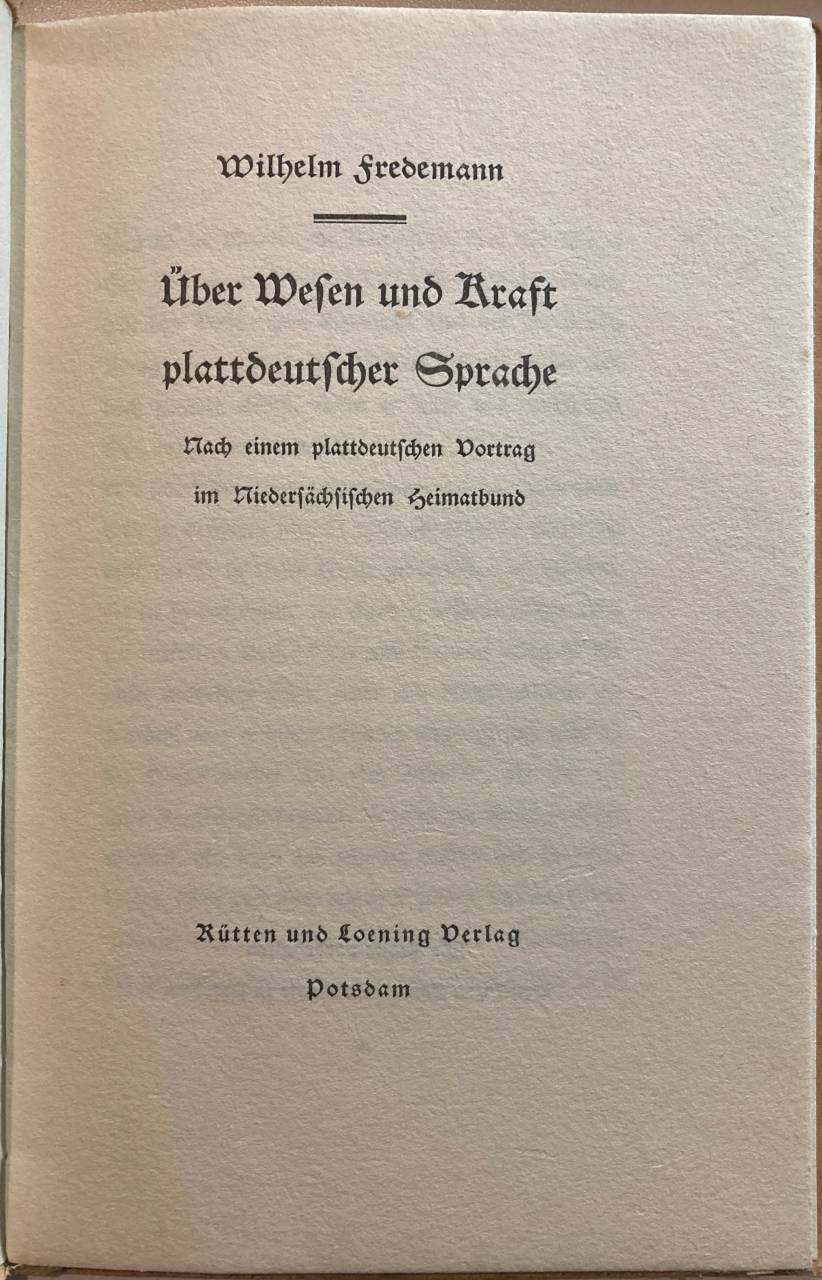 Wilhelm Fredemann
Über Weſen und Kraft
plattdeutſcher Sprache
Nach einem plattdeutſchen Vortrag
im Niederſächſiſchen Heimatbund
Rütten und Loening Verlag
Potsdam